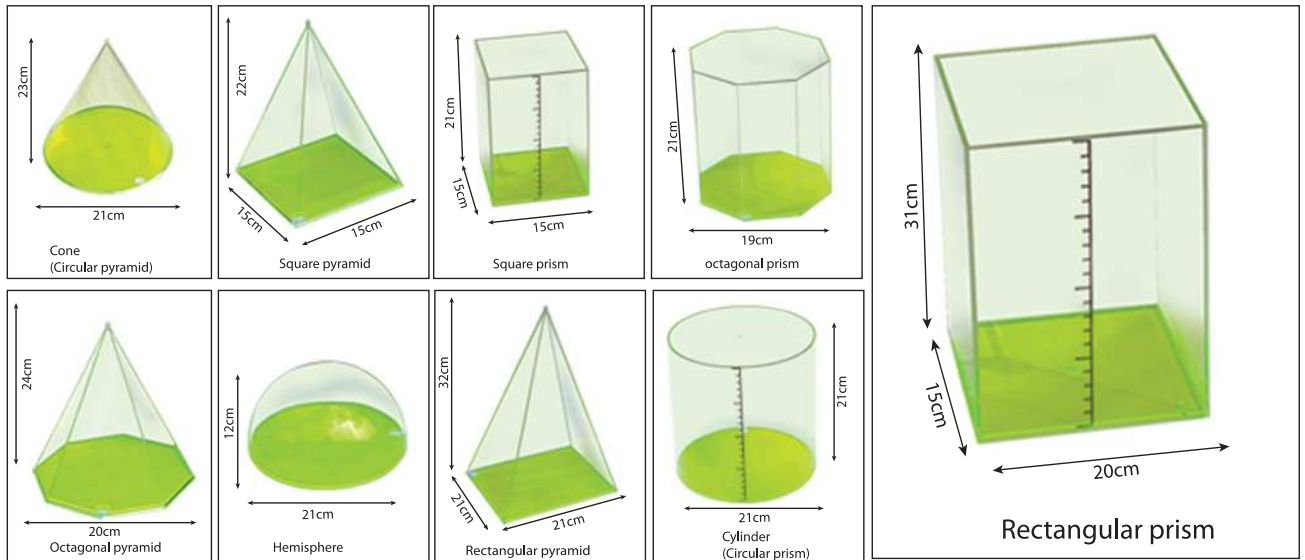 23cm
21cm
Cone
(Circular pyramid)
22cm
15cm
15cm
Square pyramid
21cm
15cm
15cm
Square prism
21cm
19cm
octagonal prism
31cm
15cm
20cm
Rectangular prism
24cm
20cm
Octagonal pyramid
12cm
21cm
Hemisphere
32cm
21cm
21cm
Rectangular pyramid
21cm
21cm
Cylinder
(Circular prism)